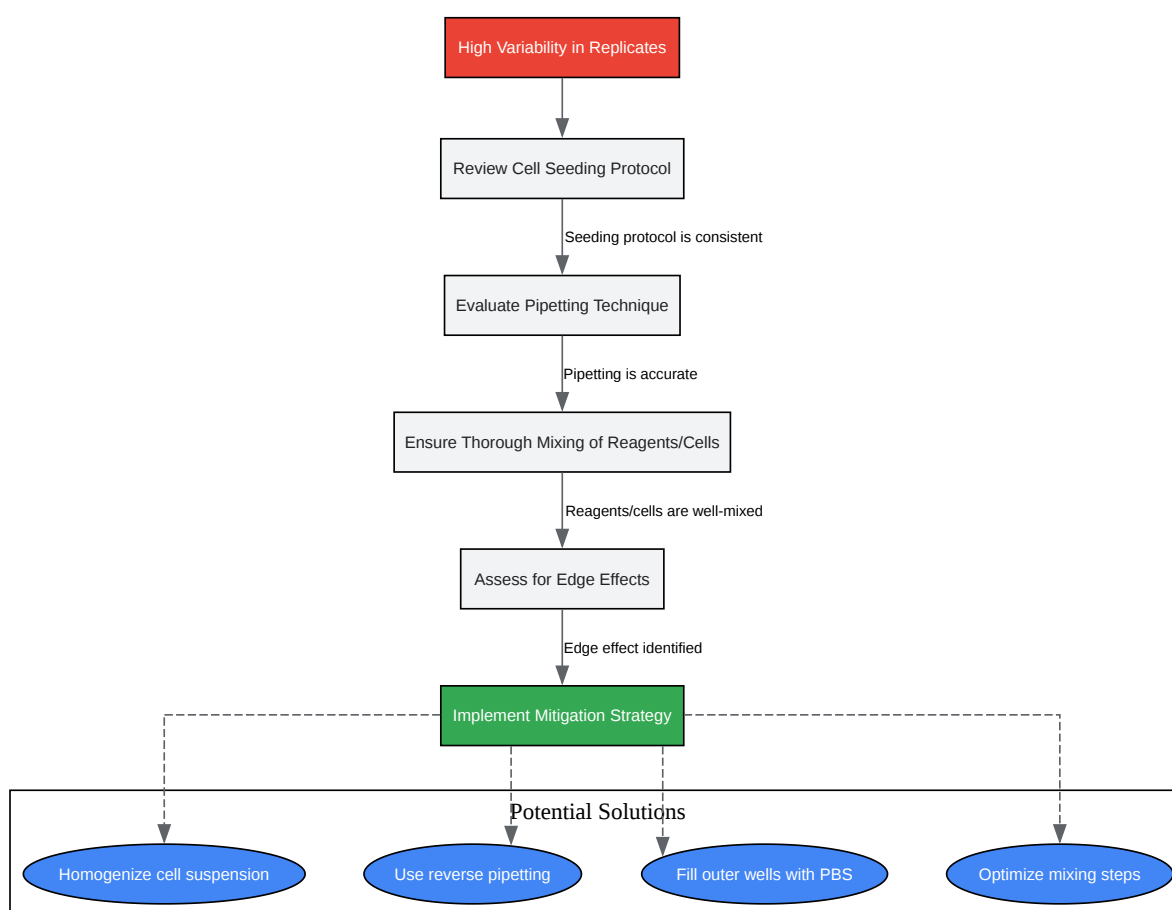 High Variability in Replicates
Review Cell Seeding Protocol
Seeding protocol is consistent
Evaluate Pipetting Technique
Pipetting is accurate
Ensure Thorough Mixing of Reagents/Cells
Reagents/cells are well-mixed
Assess for Edge Effects
Edge effect identified
Implement Mitigation Strategy
Potential Solutions
Homogenize cell suspension
Use reverse pipetting
Fill outer wells with PBS
Optimize mixing steps